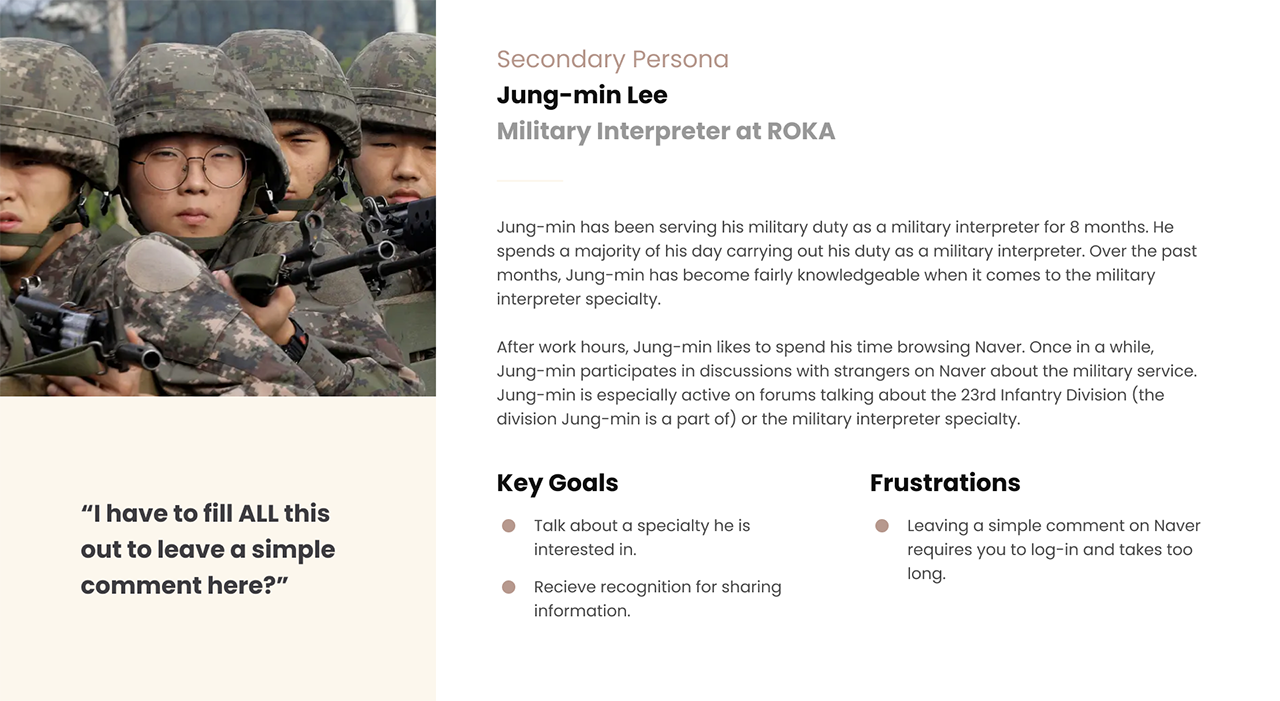 Secondary Persona
Jung-min Lee
Military Interpreter at ROKA
Jung-min has been serving his military duty as a military interpreter for 8 months. He
spends a majority of his day carrying out his duty as a military interpreter. Over the past
months, Jung-min has become fairly knowledgeable when it comes to the military
interpreter specialty.
After work hours, Jung-min likes to spend his time browsing Naver. Once in a while,
Jung-min participates in discussions with strangers on Naver about the military service.
Jung-min is especially active on forums talking about the 23rd Infantry Division (the
division Jung-min is a part of) or the military interpreter specialty.
“I have to fill ALL this
out to leave a simple
comment here?”
Key Goals
Talk about a specialty he is
interested in.
Recieve recognition for sharing
information.
Frustrations
Leaving a simple comment on Naver
requires you to log-in and takes too
long.